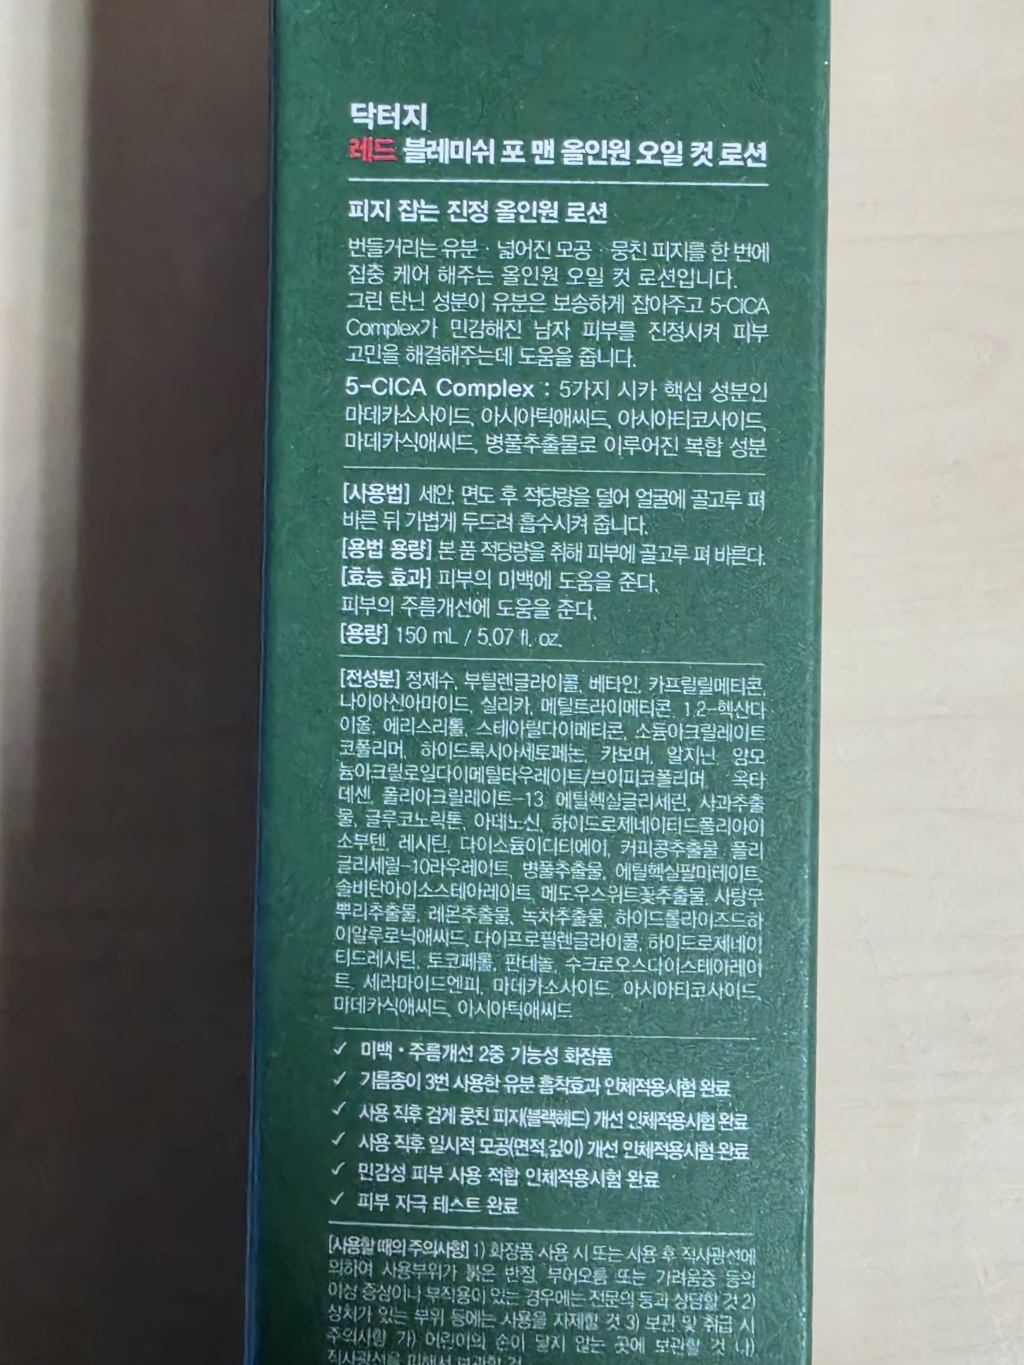 닥터지
레드 블레미쉬 포 맨 올인원 오일 컷 로션
피지 잡는 진정 올인원 로션
번들거리는 유분 · 넓어진 모공 · 뭉친 피지를 한 번에
집중 케어 해주는 올인원 오일 컷 로션입니다.
그린 탄닌 성분이 유분은 보송하게 잡아주고 5-CICA
Complex가 민감해진 남자 피부를 진정시켜 피부
고민을 해결해주는데 도움을 줍니다.
5-CICA Complex : 5가지 시카 핵심 성분인
마데카소사이드, 아시아틱애씨드, 아시아티코사이드,
마데카식애씨드, 병풀추출물로 이루어진 복합 성분
[사용법] 세안, 면도 후 적당량을 덜어 얼굴에 골고루 펴
바른 뒤 가볍게 두드려 흡수시켜 줍니다.
[용법 용량] 본 품 적당량을 취해 피부에 골고루 펴 바른다.
[효능 효과] 피부의 미백에 도움을 준다.
피부의 주름개선에 도움을 준다.
[용량] 150 mL / 5.07 fl. oz.
[전성분] 정제수, 부틸렌글라이콜, 베타인, 카프릴릴메티콘,
나이아신아마이드, 실리카, 메틸트라이메티콘, 1,2-헥산다
이올, 에리스리톨, 스테아릴다이메티콘, 소듐아크릴레이트
코폴리머, 하이드록시아세토페논, 카보머, 알지닌, 암모
늄아크릴로일다이메틸타우레이트/브이피코폴리머, 옥타
데센, 폴리아크릴레이트-13, 에틸헥실글리세린, 사과추출
물, 글루코노락톤, 아데노신, 하이드로제네이티드폴리아이
소부텐, 레시틴, 다이소듐이디티에이, 커피콩추출물, 폴리
글리세릴-10라우레이트, 병풀추출물, 에틸헥실팔미테이트,
솔비탄아이소스테아레이트, 메도우스위트꽃추출물, 사탕무
뿌리추출물, 레몬추출물, 녹차추출물, 하이드롤라이즈드하
이알루로닉애씨드, 다이프로필렌글라이콜, 하이드로제네이
티드레시틴, 토코페롤, 판테놀, 수크로오스다이스테아레이
트, 세라마이드엔피, 마데카소사이드, 아시아티코사이드,
마데카식애씨드, 아시아틱애씨드
✓ 미백 · 주름개선 2중 기능성 화장품
✓ 기름종이 3번 사용한 유분 흡착효과 인체적용시험 완료
✓ 사용 직후 검게 뭉친 피지(블랙헤드) 개선 인체적용시험 완료
✓ 사용 직후 일시적 모공(면적,깊이) 개선 인체적용시험 완료
✓ 민감성 피부 사용 적합 인체적용시험 완료
✓ 피부 자극 테스트 완료
[사용할 때의 주의사항] 1) 화장품 사용 시 또는 사용 후 직사광선에
의하여 사용부위가 붉은 반점, 부어오름 또는 가려움증 등의
이상 증상이나 부작용이 있는 경우에는 전문의 등과 상담할 것 2)
상처가 있는 부위 등에는 사용을 자제할 것 3) 보관 및 취급 시
주의사항 가) 어린이의 손이 닿지 않는 곳에 보관할 것 나)
직사광선을 피해서 보관할 것